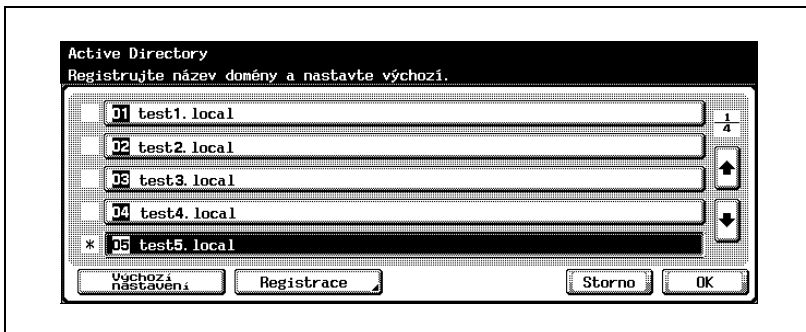 Active Directory
Registrujte název domény a nastavte výchozí.
01 test1.local
1
4
02 test2.local
03 test3.local
04 test4.local
* 05 test5.local
Výchozí
nastavení
Registrace
Storno
OK